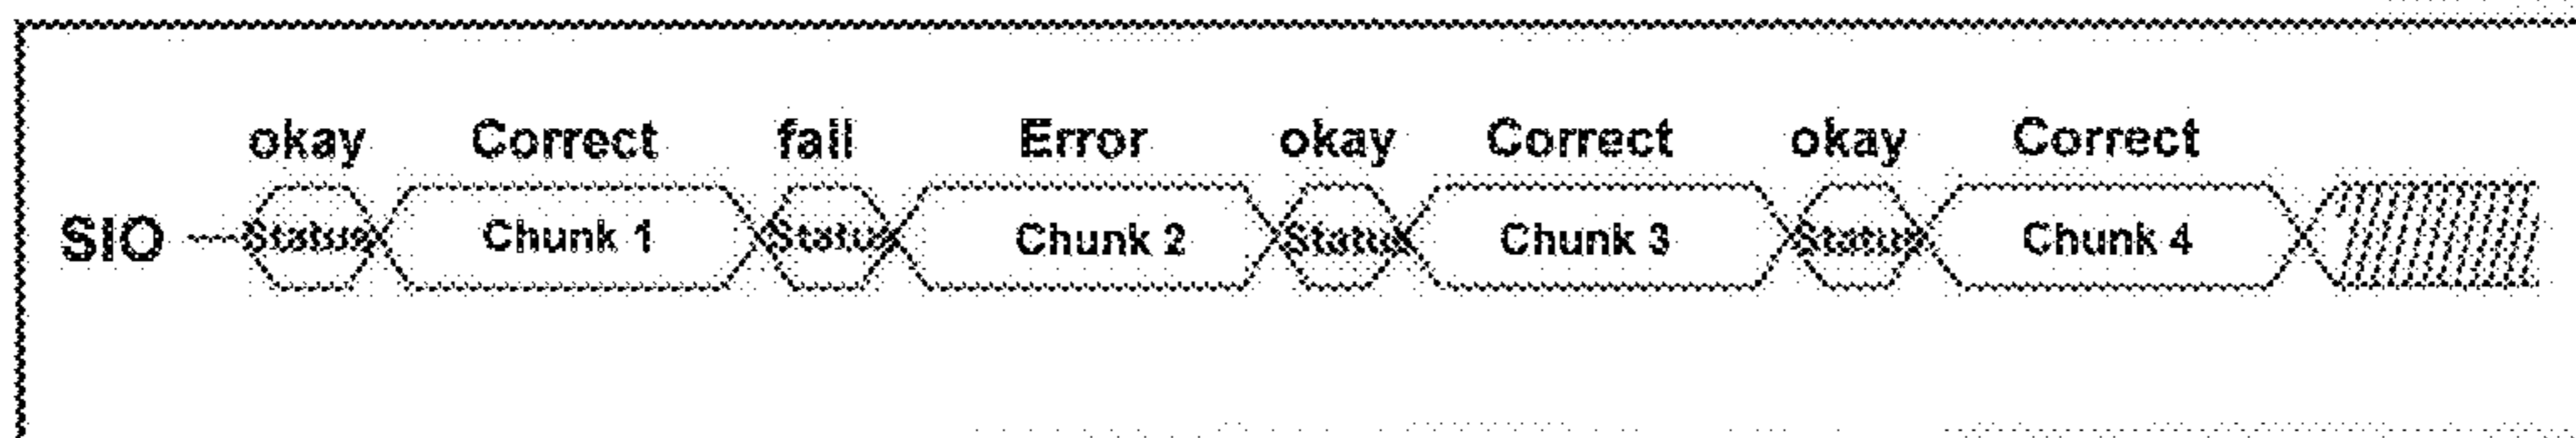 okay Correct fail Error okay Correct okay Correct
SIO Status Chunk 1 Status Chunk 2 Status Chunk 3 Status Chunk 4